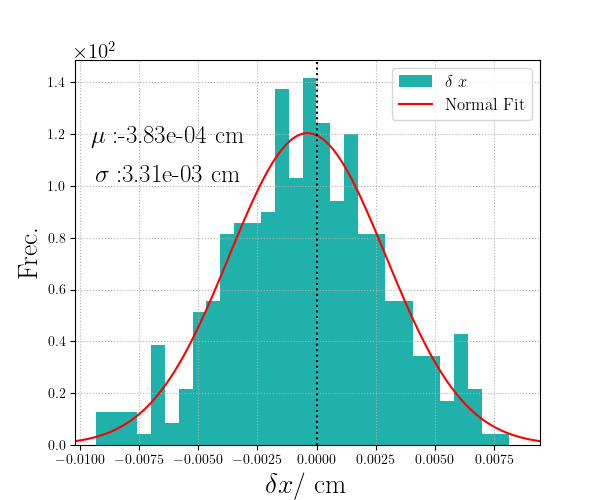 ×10²
1.4
1.2
1.0
0.8
0.6
0.4
0.2
0.0
Frec.
μ :-3.83e-04 cm
σ :3.31e-03 cm
δ x
Normal Fit
−0.0100 −0.0075 −0.0050 −0.0025 0.0000 0.0025 0.0050 0.0075
δx/ cm